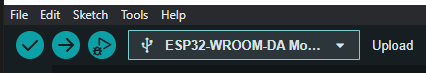 File Edit Sketch Tools Help
ESP32-WROOM-DA Mo... Upload